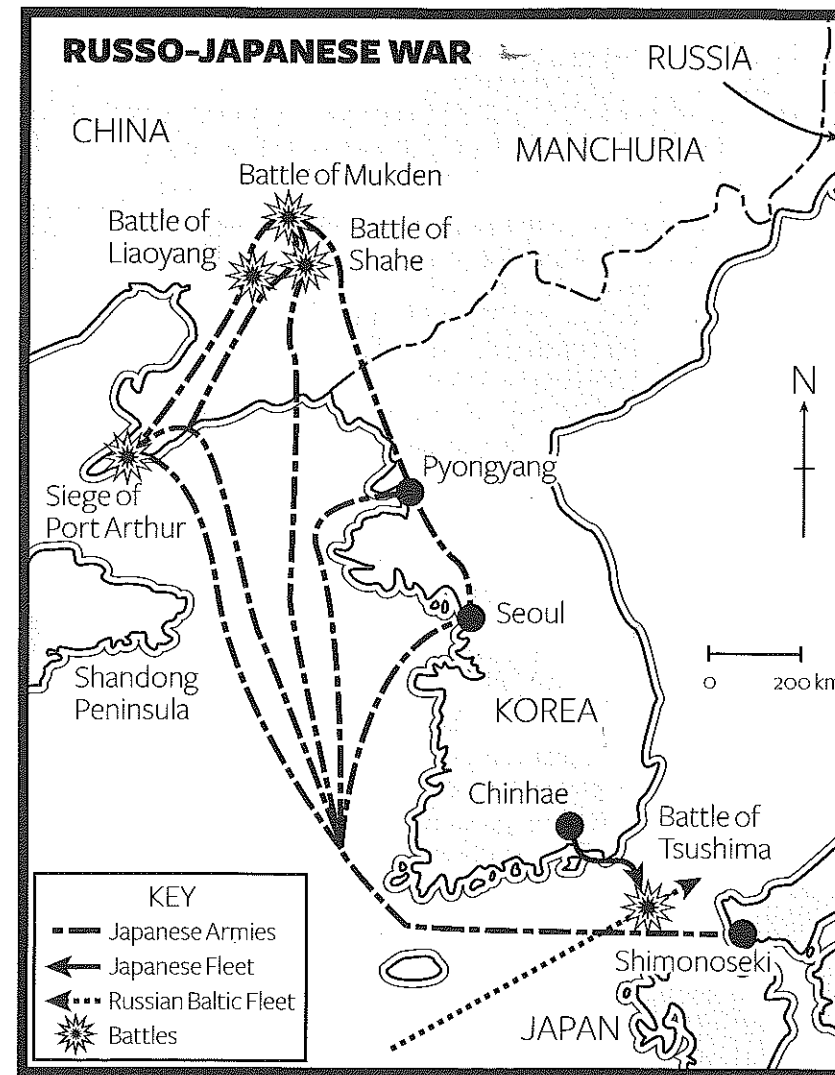 RUSSO-JAPANESE WAR
RUSSIA
CHINA
MANCHURIA
Battle of Mukden
Battle of
Liaoyang
Battle of
Shahe
N
Pyongyang
Siege of
Port Arthur
Seoul
0 200 km
Shandong
Peninsula
KOREA
Chinhae
Battle of
Tsushima
KEY
Japanese Armies
Japanese Fleet
Russian Baltic Fleet
Battles
Shimonoseki
JAPAN